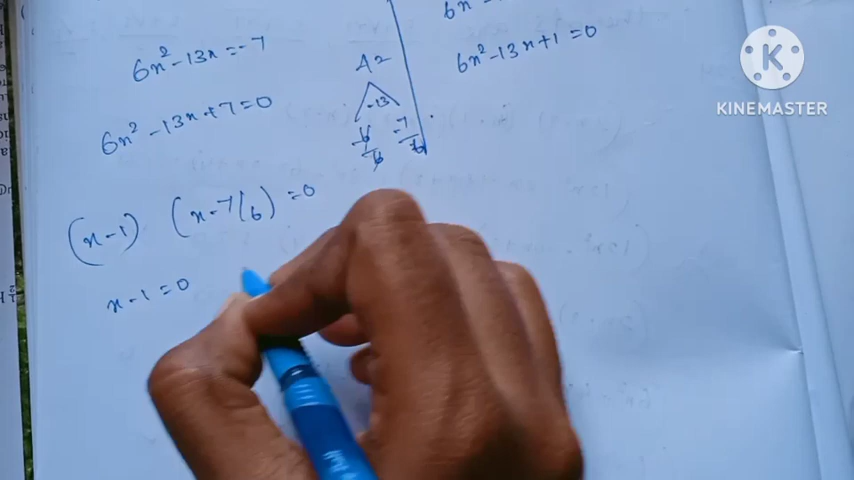 6x² - 13x = -7
6x² - 13x + 7 = 0
42
-13
-6 -7
6 6
(x - 1) (x - 7/6) = 0
x - 1 = 0
6x² - 13x + 1 = 0
KINEMASTER